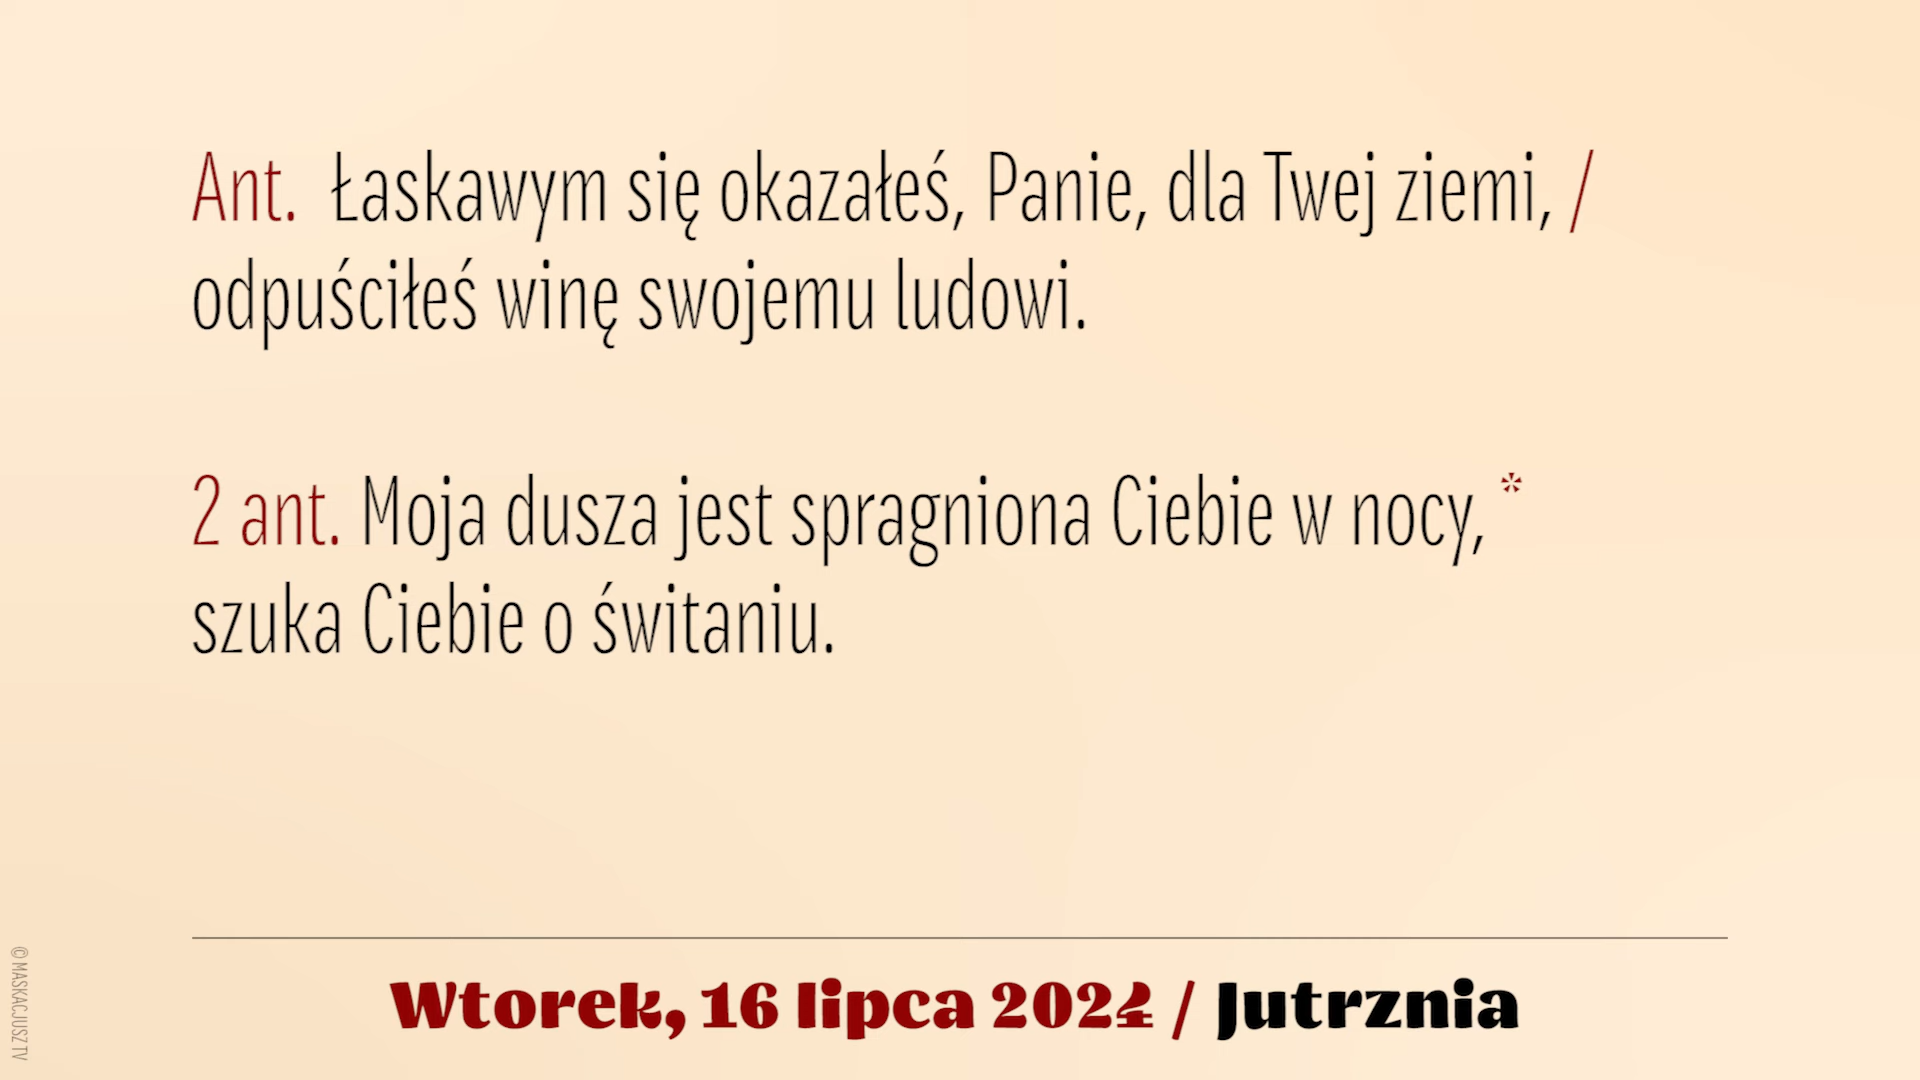 Ant. Łaskawym się okazałeś, Panie, dla Twej ziemi, /
odpuściłeś winę swojemu ludowi.
2 ant. Moja dusza jest spragniona Ciebie w nocy, *
szuka Ciebie o świtaniu.
Wtorek, 16 lipca 2024 / Jutrznia
© MASKACJUSZ TV